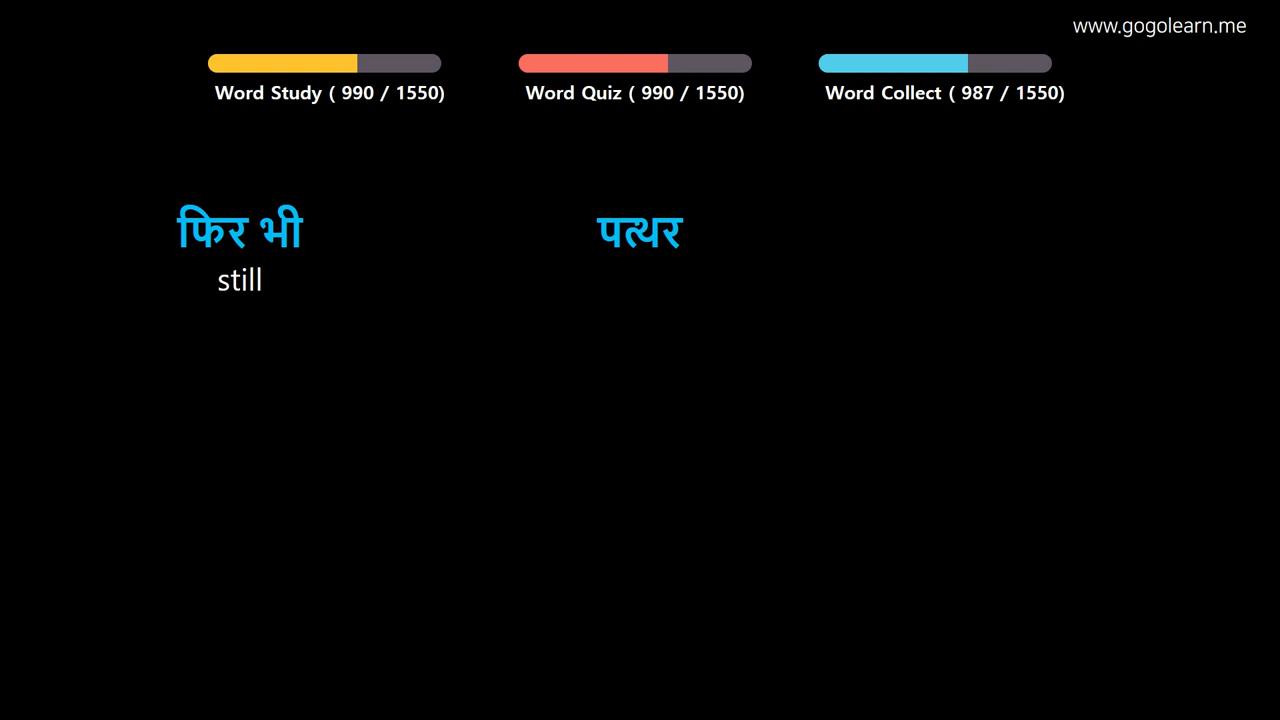 www.gogolearn.me
Word Study ( 990 / 1550)
Word Quiz ( 990 / 1550)
Word Collect ( 987 / 1550)
फिर भी
पत्थर
still